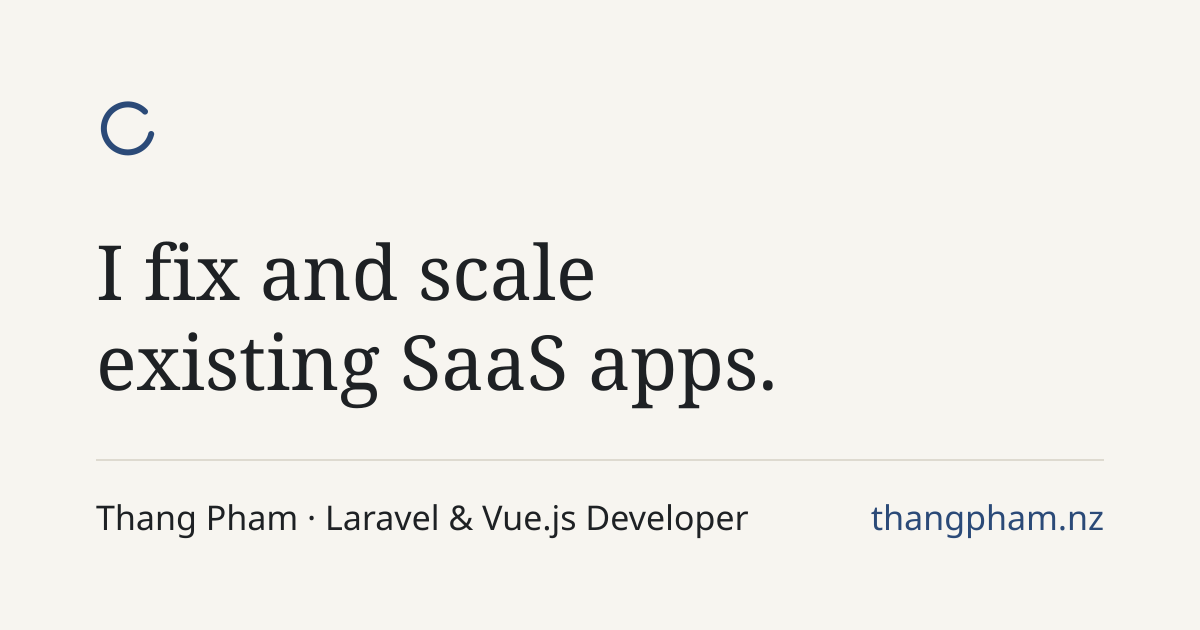 I fix and scale
existing SaaS apps.
Thang Pham · Laravel & Vue.js Developer
thangpham.nz